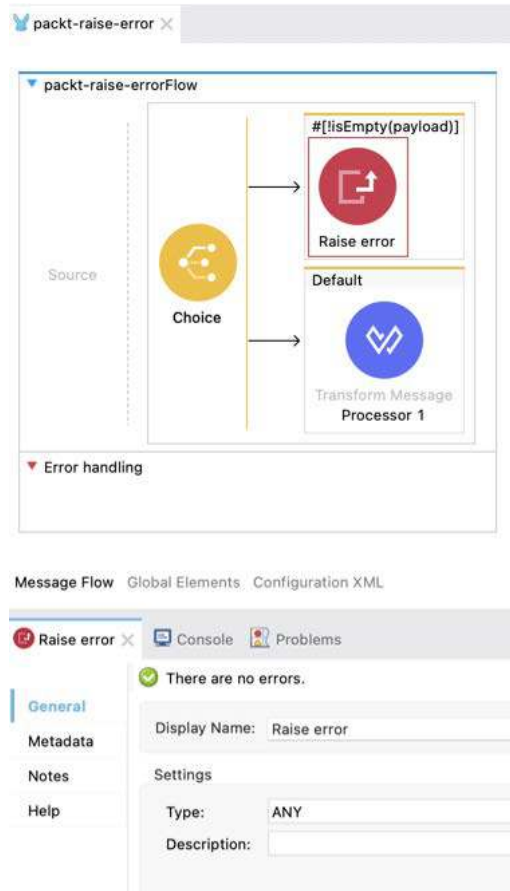 packt-raise-error
packt-raise-errorFlow
#[!isEmpty(payload)]
Raise error
Source
Choice
Default
Transform Message
Processor 1
Error handling
Message Flow Global Elements Configuration XML
Raise error Console Problems
There are no errors.
General
Display Name: Raise error
Metadata
Notes
Settings
Help
Type: ANY
Description: